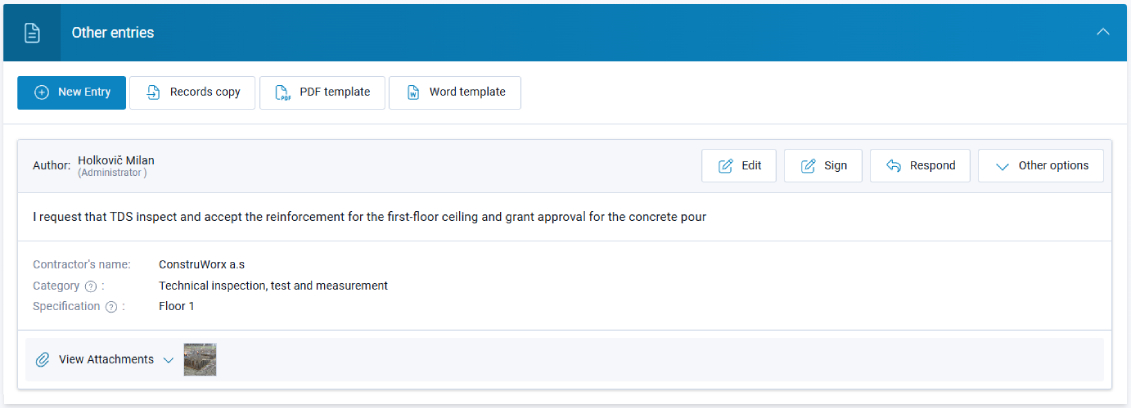 Other entries
New Entry
Records copy
PDF template
Word template
Author: Holkovič Milan
(Administrator )
Edit
Sign
Respond
Other options
I request that TDS inspect and accept the reinforcement for the first-floor ceiling and grant approval for the concrete pour
Contractor's name: ConstruWorx a.s
Category ? : Technical inspection, test and measurement
Specification ? : Floor 1
View Attachments